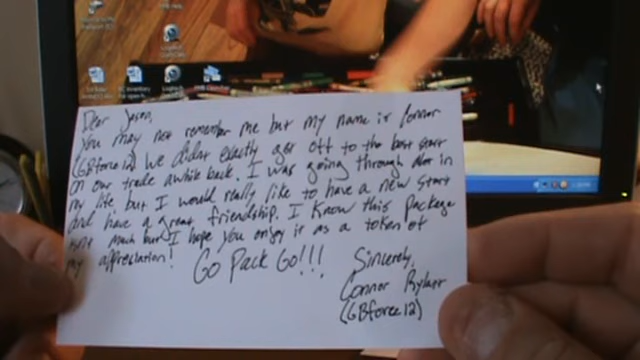 Dear Jason,
You may not remember me but my name is Connor
(GBforce12) we didnt exactly get off to the best start
on our trade awhile back. I was going through alot in
my life, but I would really like to have a new start
and have a great friendship. I know this package
isn't much but I hope you enjoy it as a token of
my appreciation!
Go Pack Go!!!
Sincerely,
Connor
(GBforce12)